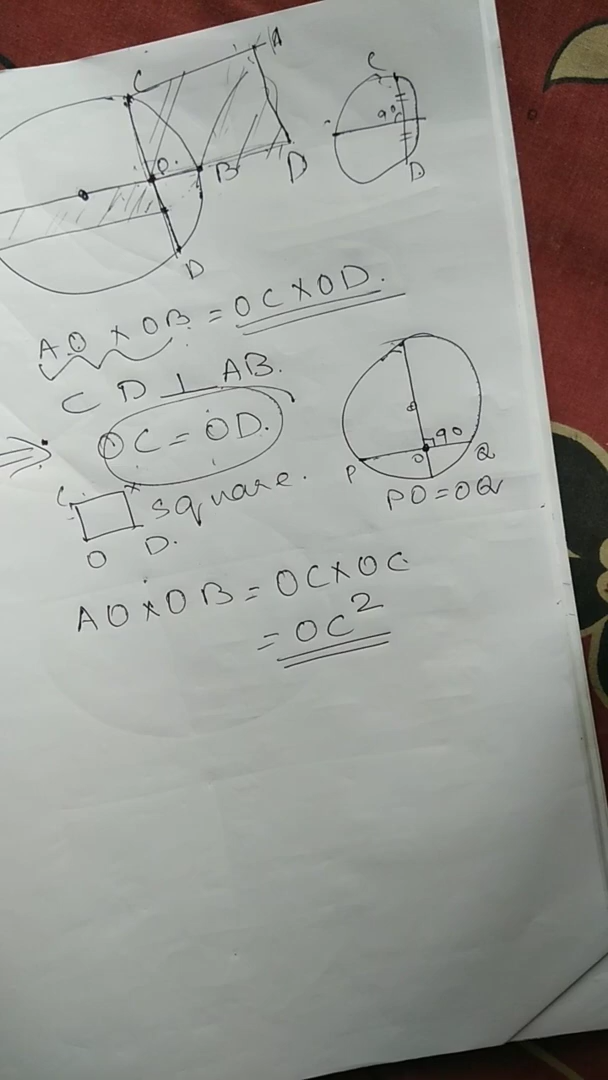 C
A
O.
B
D
D
C
90
D
AO × OB = OC × OD.
CD ⊥ AB.
⇒ OC = OD.
90
P
O
Q
PO = OQ
square.
O D.
AO × OB = OC × OC
= OC²